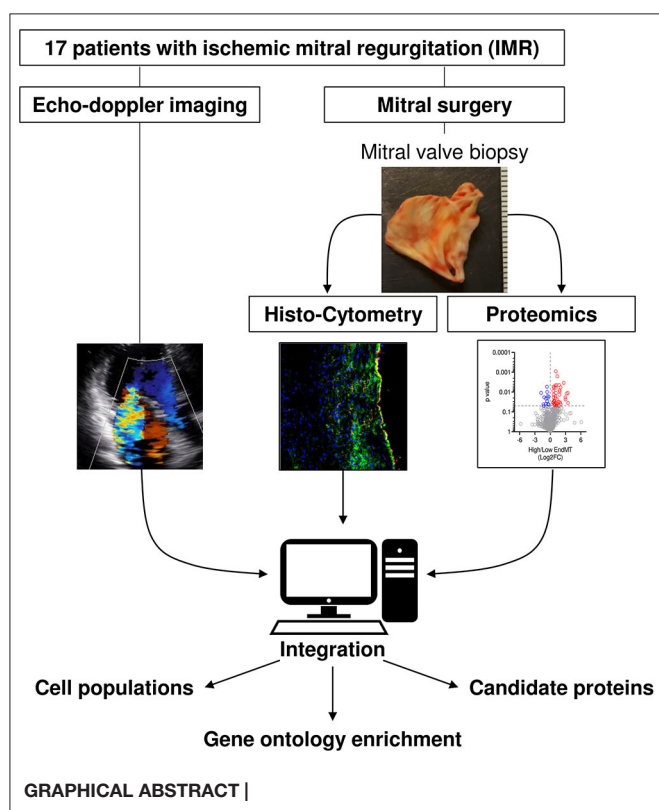 17 patients with ischemic mitral regurgitation (IMR)
Echo-doppler imaging
Mitral surgery
Mitral valve biopsy
Histo-Cytometry
Proteomics
0.0001
0.001
0.01
0.1
1
p value
-6 -3 0 3 6
High/Low EndMT
(Log2FC)
Integration
Cell populations
Candidate proteins
Gene ontology enrichment
GRAPHICAL ABSTRACT |